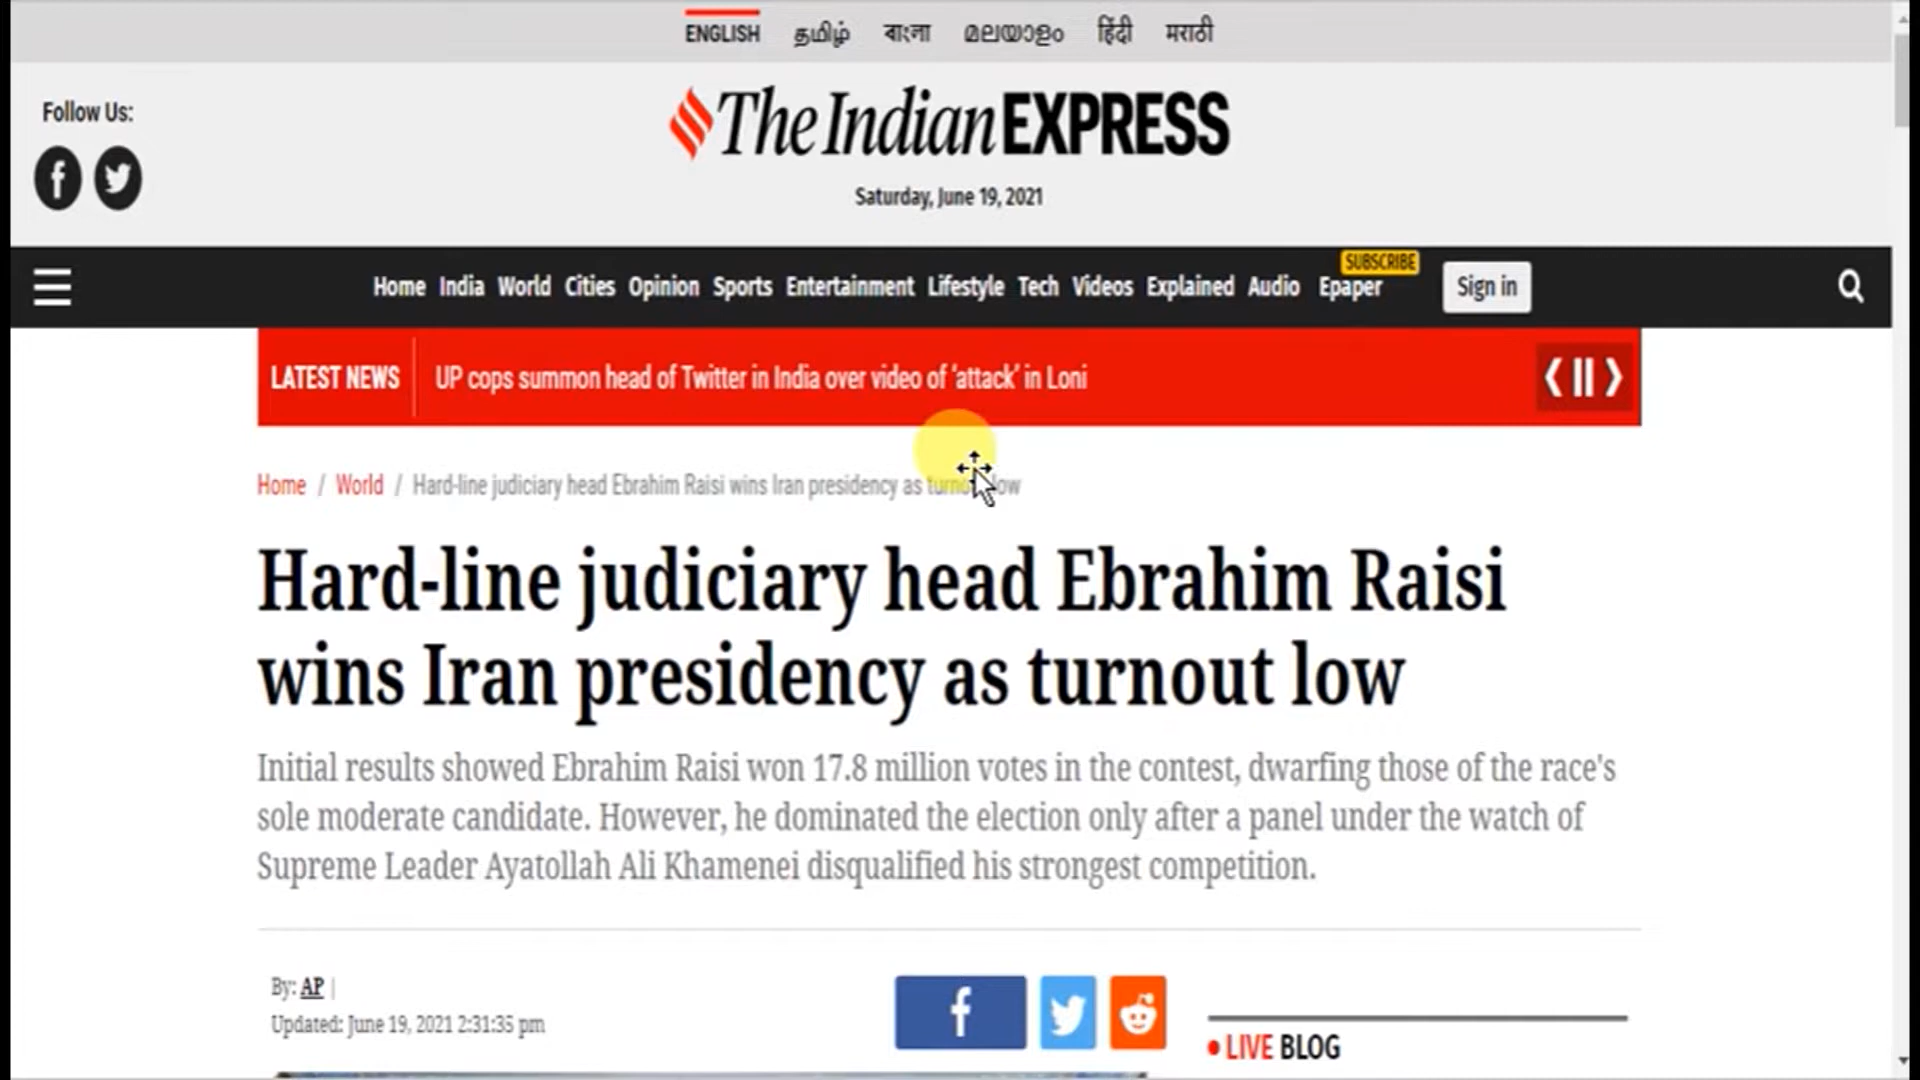 ENGLISH தமிழ் বাংলা മലയാളം हिंदी मराठी
Follow Us:
The Indian EXPRESS
Saturday, June 19, 2021
SUBSCRIBE
Home India World Cities Opinion Sports Entertainment Lifestyle Tech Videos Explained Audio Epaper Sign in
LATEST NEWS UP cops summon head of Twitter in India over video of 'attack' in Loni
Home / World / Hard-line judiciary head Ebrahim Raisi wins Iran presidency as turnout low
Hard-line judiciary head Ebrahim Raisi
wins Iran presidency as turnout low
Initial results showed Ebrahim Raisi won 17.8 million votes in the contest, dwarfing those of the race's
sole moderate candidate. However, he dominated the election only after a panel under the watch of
Supreme Leader Ayatollah Ali Khamenei disqualified his strongest competition.
By: AP |
Updated: June 19, 2021 2:31:35 pm
LIVE BLOG